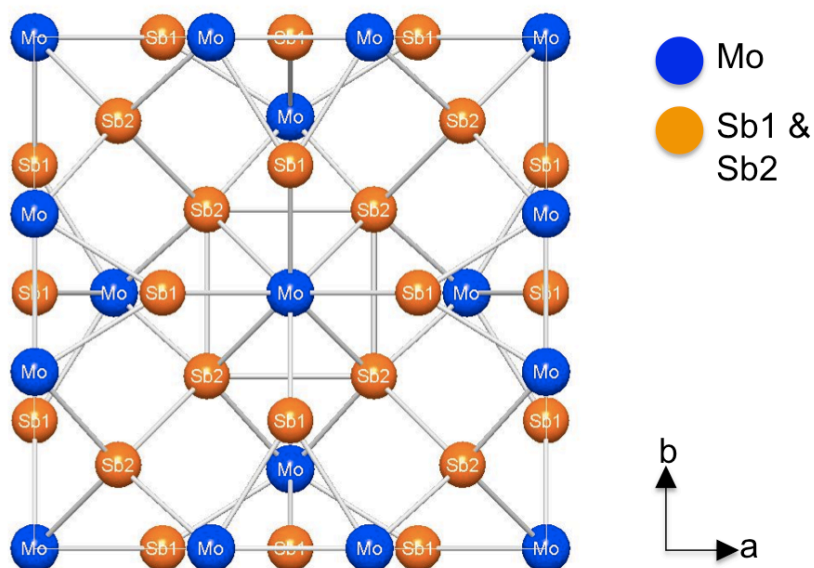 Mo Sb1 Mo Sb1 Mo Sb1 Mo
Sb2 Mo Sb2
Sb1 Sb1 Sb1
Mo Sb2 Sb2 Mo
Sb1 Mo Sb1 Mo Sb1 Mo Sb1
Mo Sb2 Sb2 Mo
Sb1 Sb1 Sb1
Sb2 Mo Sb2
Mo Sb1 Mo Sb1 Mo Sb1 Mo
Mo
Sb1 &
Sb2
b
a